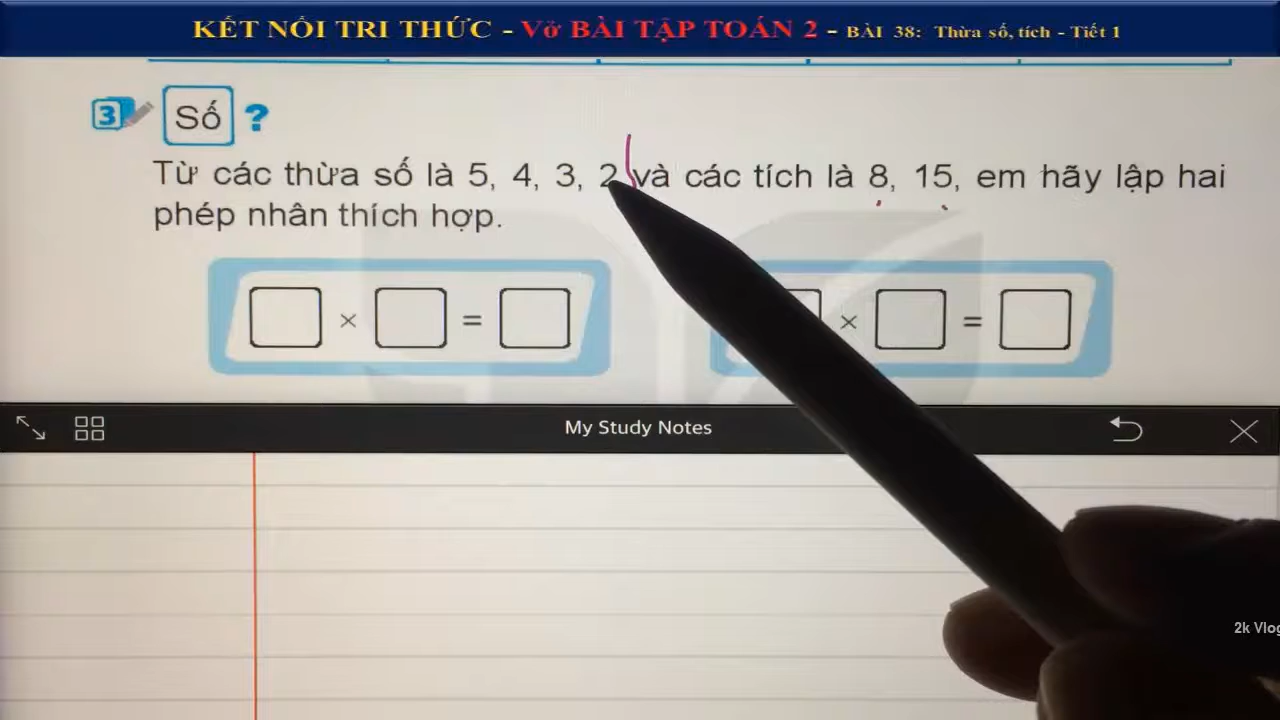 KẾT NỐI TRI THỨC - Vở BÀI TẬP TOÁN 2 - BÀI 38: Thừa số, tích - Tiết 1
3 Số ?
Từ các thừa số là 5, 4, 3, 2 và các tích là 8, 15, em hãy lập hai
phép nhân thích hợp.
× =
× =
My Study Notes
2k Vlog